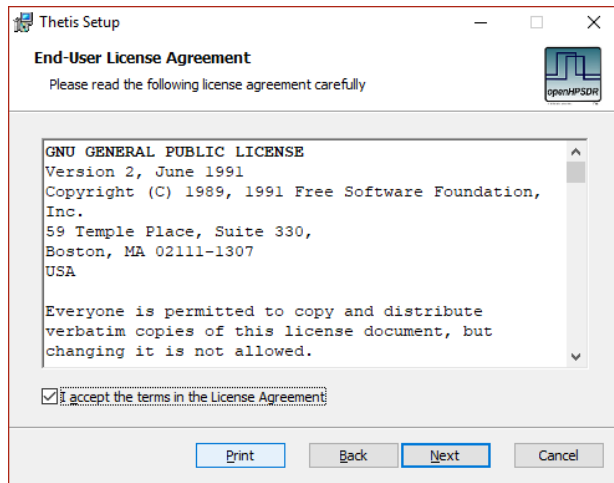 Thetis Setup
End-User License Agreement
Please read the following license agreement carefully
openHPSDR
GNU GENERAL PUBLIC LICENSE
Version 2, June 1991
Copyright (C) 1989, 1991 Free Software Foundation,
Inc.
59 Temple Place, Suite 330,
Boston, MA 02111-1307
USA
Everyone is permitted to copy and distribute
verbatim copies of this license document, but
changing it is not allowed.
I accept the terms in the License Agreement
Print Back Next Cancel